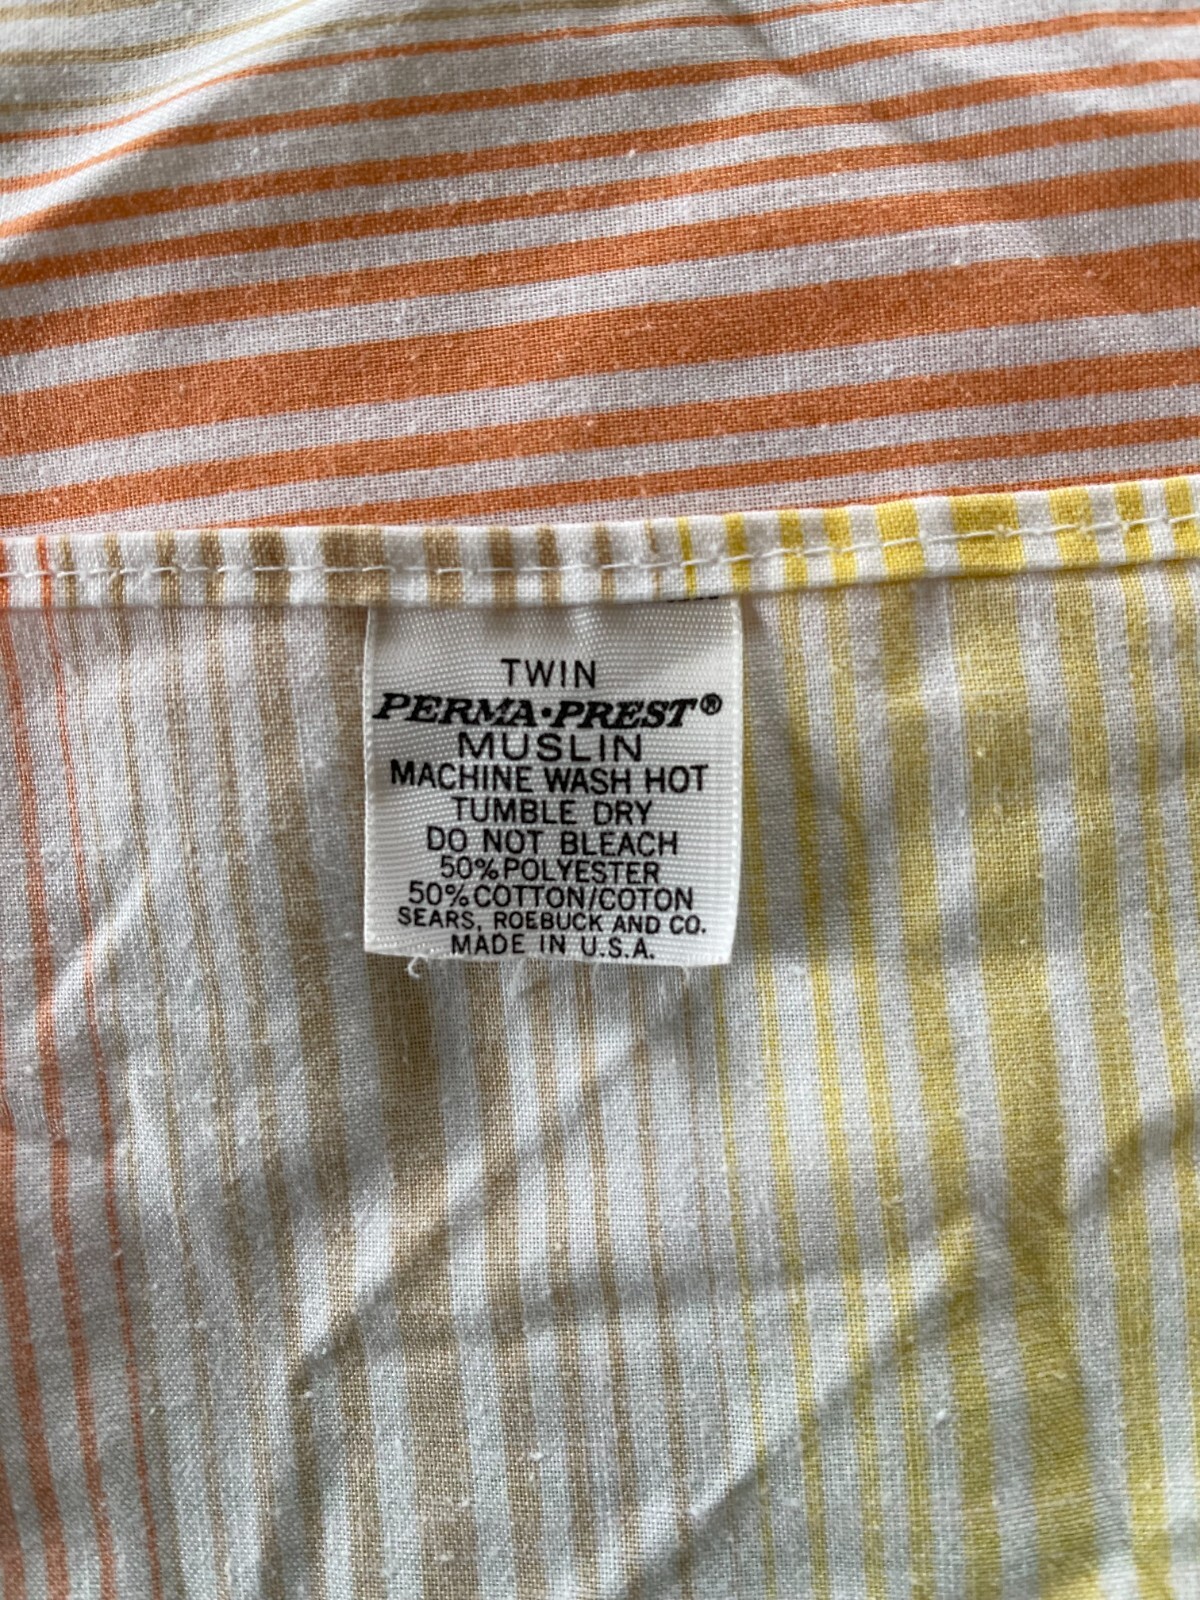 TWIN
PERMA•PREST®
MUSLIN
MACHINE WASH HOT
TUMBLE DRY
DO NOT BLEACH
50% POLYESTER
50% COTTON/COTON
SEARS, ROEBUCK AND CO.
MADE IN U.S.A.